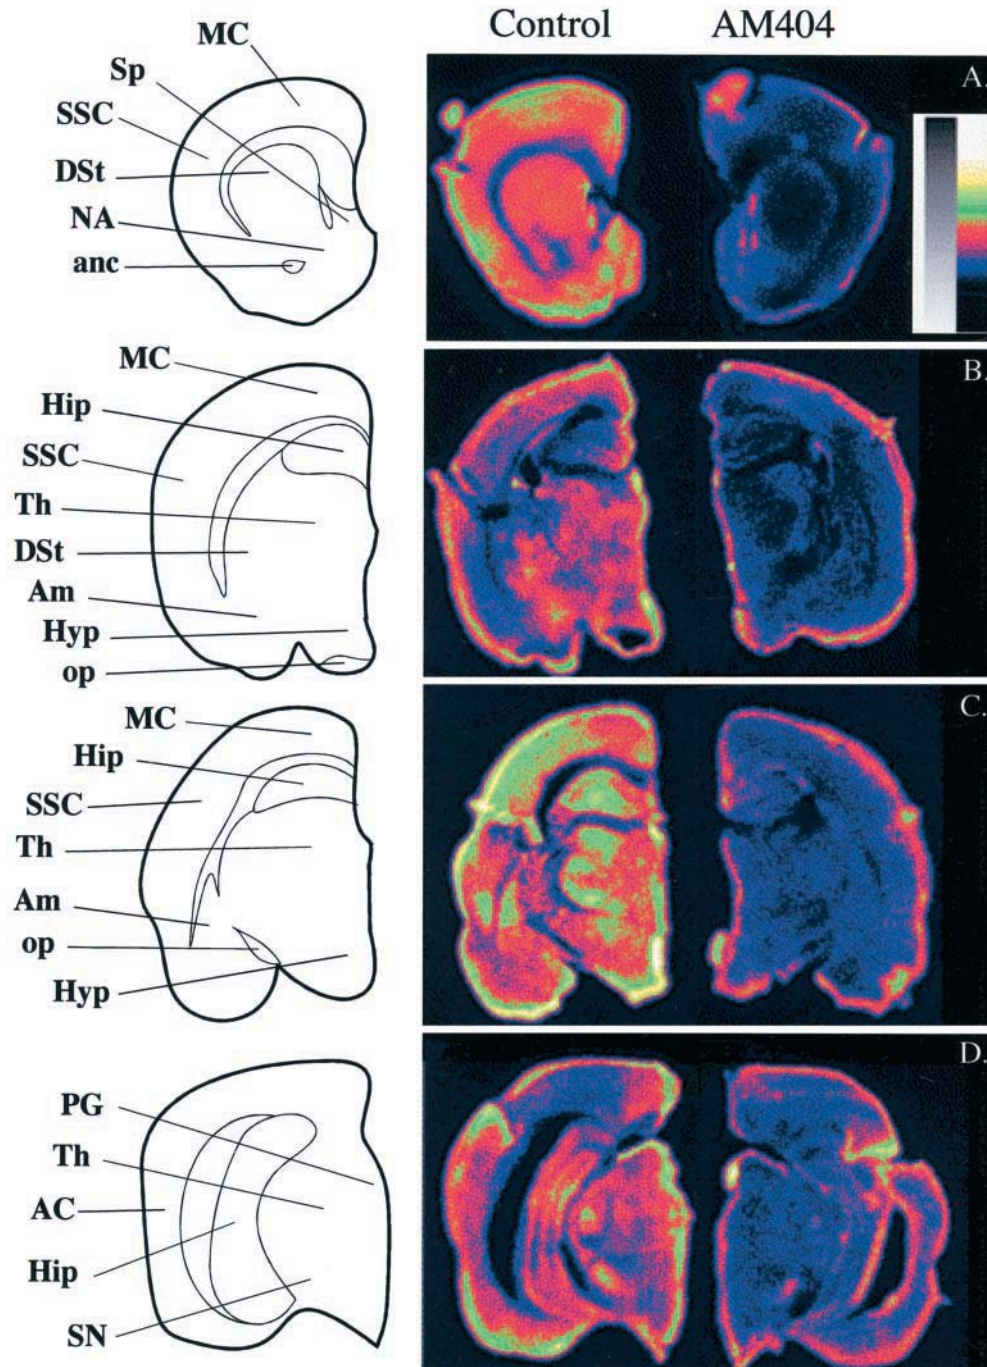 Control AM404
MC
Sp
SSC
DSt
NA
anc
A.
MC
Hip
SSC
Th
DSt
Am
Hyp
op
B.
MC
Hip
SSC
Th
Am
op
Hyp
C.
PG
Th
AC
Hip
SN
D.